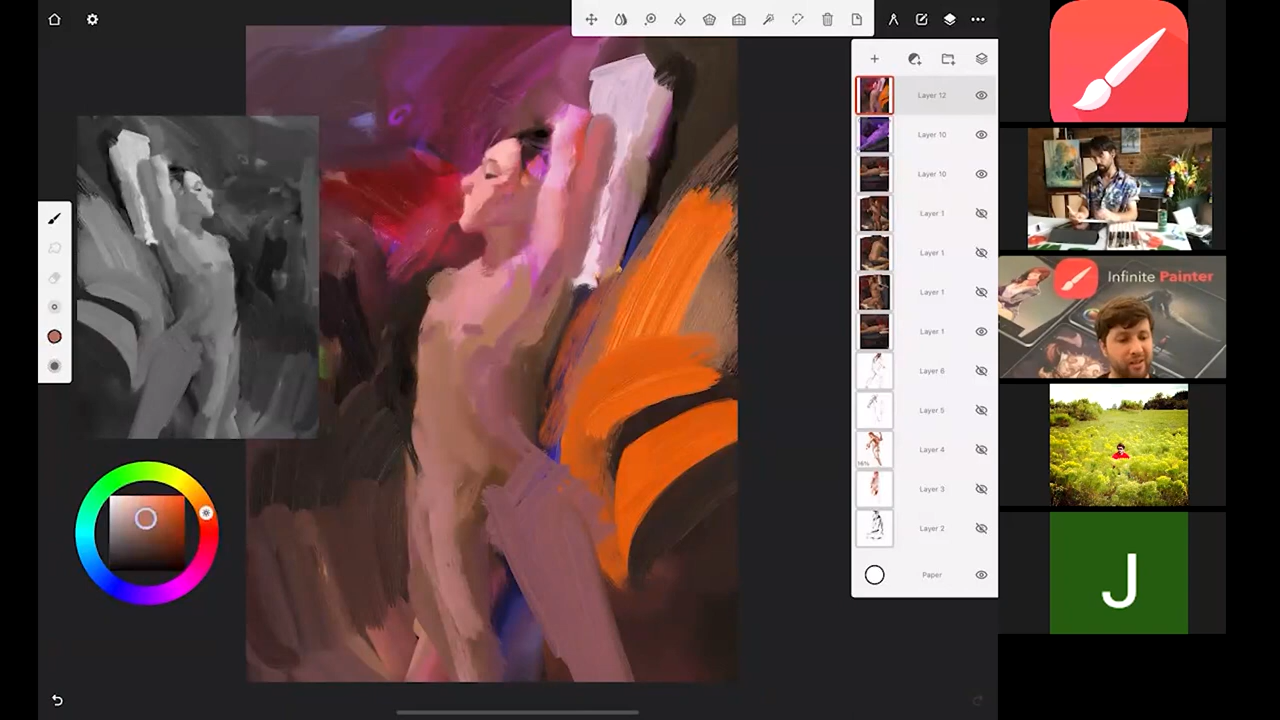 Layer 12
Layer 10
Layer 10
Layer 1
Layer 1
Layer 1
Layer 1
Layer 6
Layer 5
Layer 4
16%
Layer 3
Layer 2
Paper
Infinite Painter
J